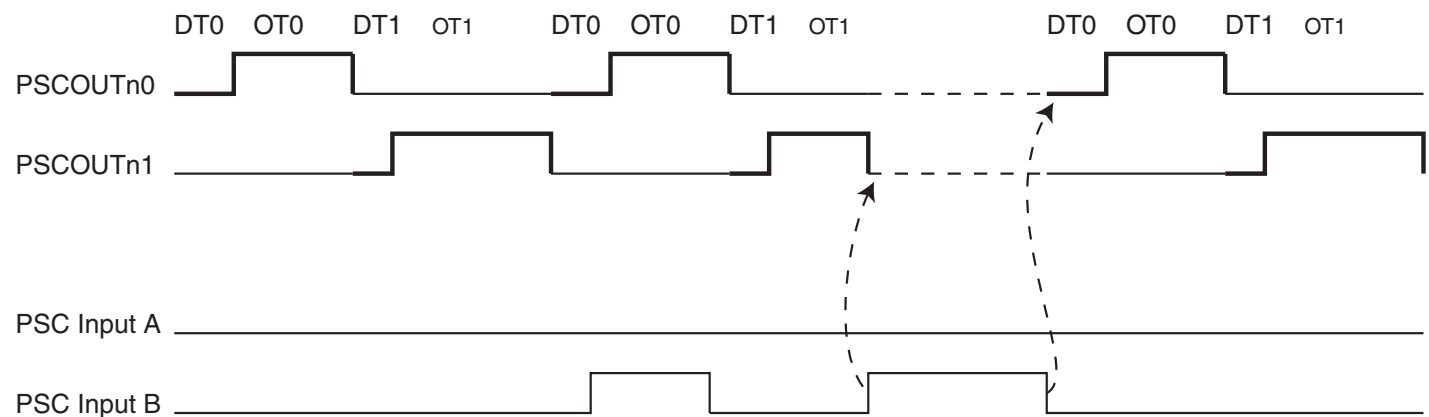 DT0 OT0 DT1 OT1 DT0 OT0 DT1 OT1 DT0 OT0 DT1 OT1
PSCOUTn0
PSCOUTn1
PSC Input A
PSC Input B